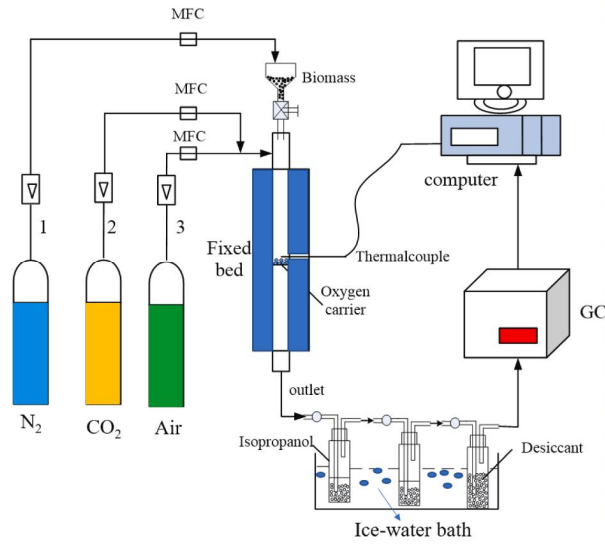 MFC
Biomass
MFC
MFC
computer
1
2
3
Fixed
bed
Thermalcouple
Oxygen
carrier
GC
outlet
N₂
CO₂
Air
Isopropanol
Desiccant
Ice-water bath